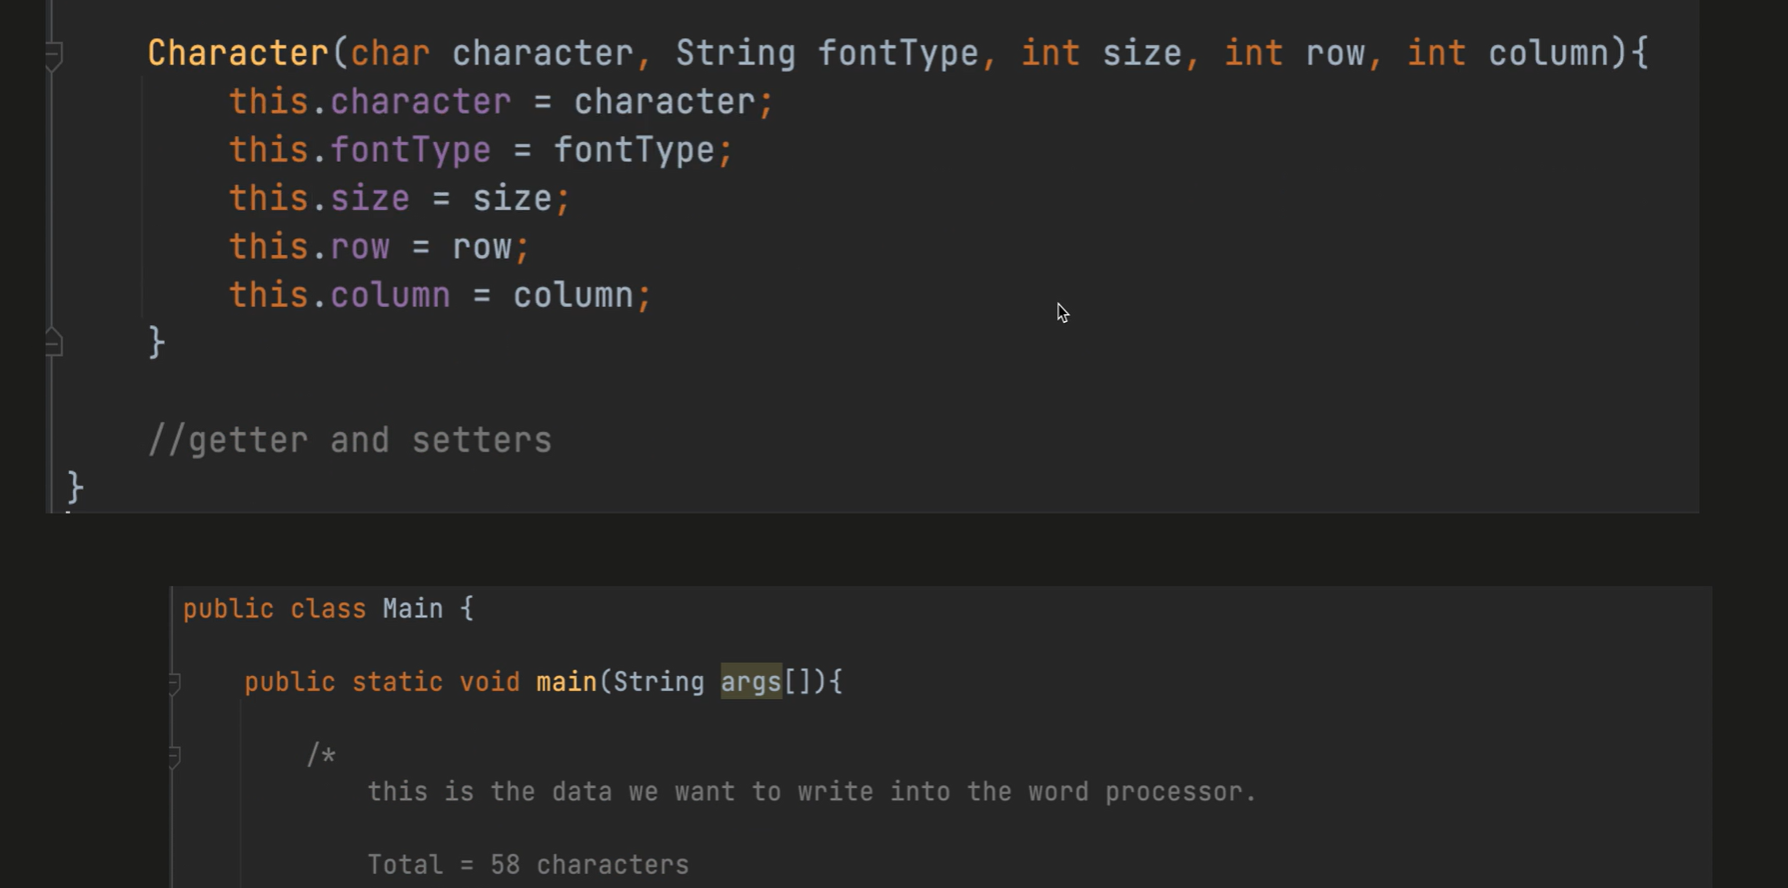 Character(char character, String fontType, int size, int row, int column){
this.character = character;
this.fontType = fontType;
this.size = size;
this.row = row;
this.column = column;
}
//getter and setters
}
public class Main {
public static void main(String args[]){
/*
this is the data we want to write into the word processor.
Total = 58 characters